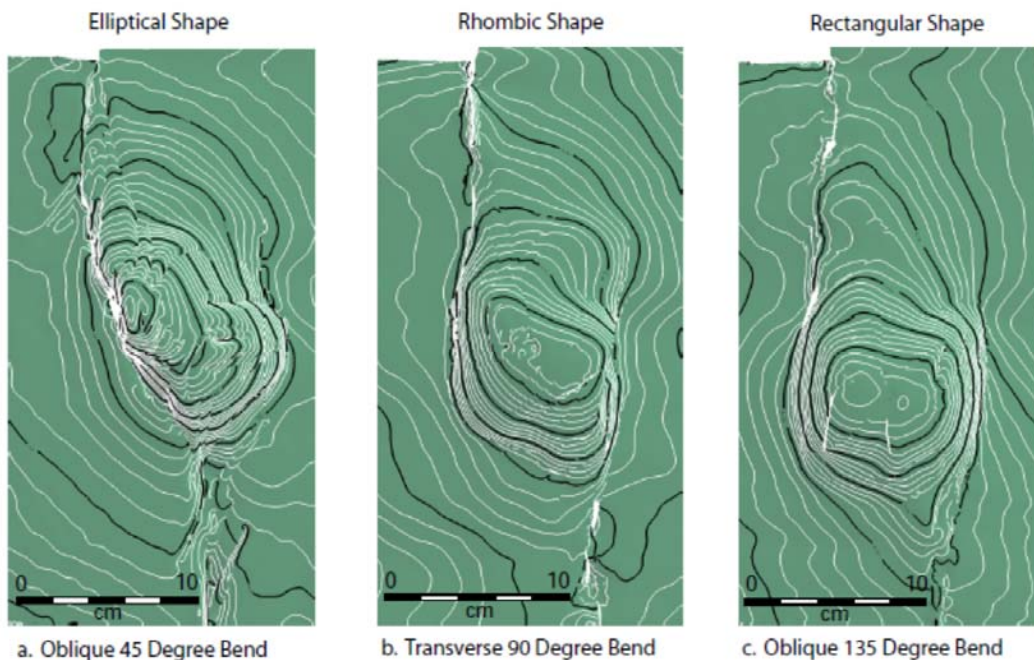 Elliptical Shape
Rhombic Shape
Rectangular Shape
0 10
cm
0 10
cm
0 10
cm
a. Oblique 45 Degree Bend
b. Transverse 90 Degree Bend
c. Oblique 135 Degree Bend